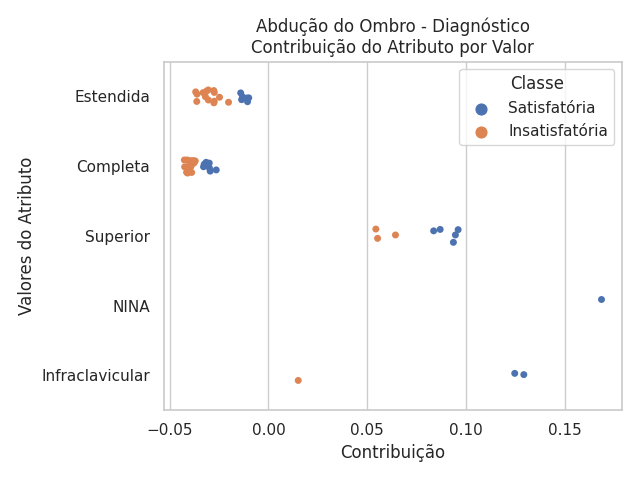 Abdução do Ombro - Diagnóstico
Contribuição do Atributo por Valor
Classe
Satisfatória
Insatisfatória
Valores do Atributo
Estendida
Completa
Superior
NINA
Infraclavicular
−0.05 0.00 0.05 0.10 0.15
Contribuição